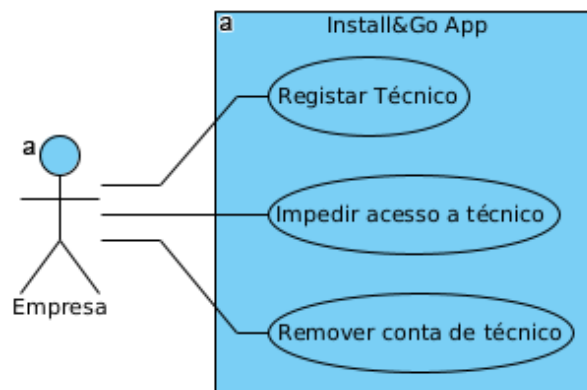 a Install&Go App
Registar Técnico
a
Impedir acesso a técnico
Empresa
Remover conta de técnico